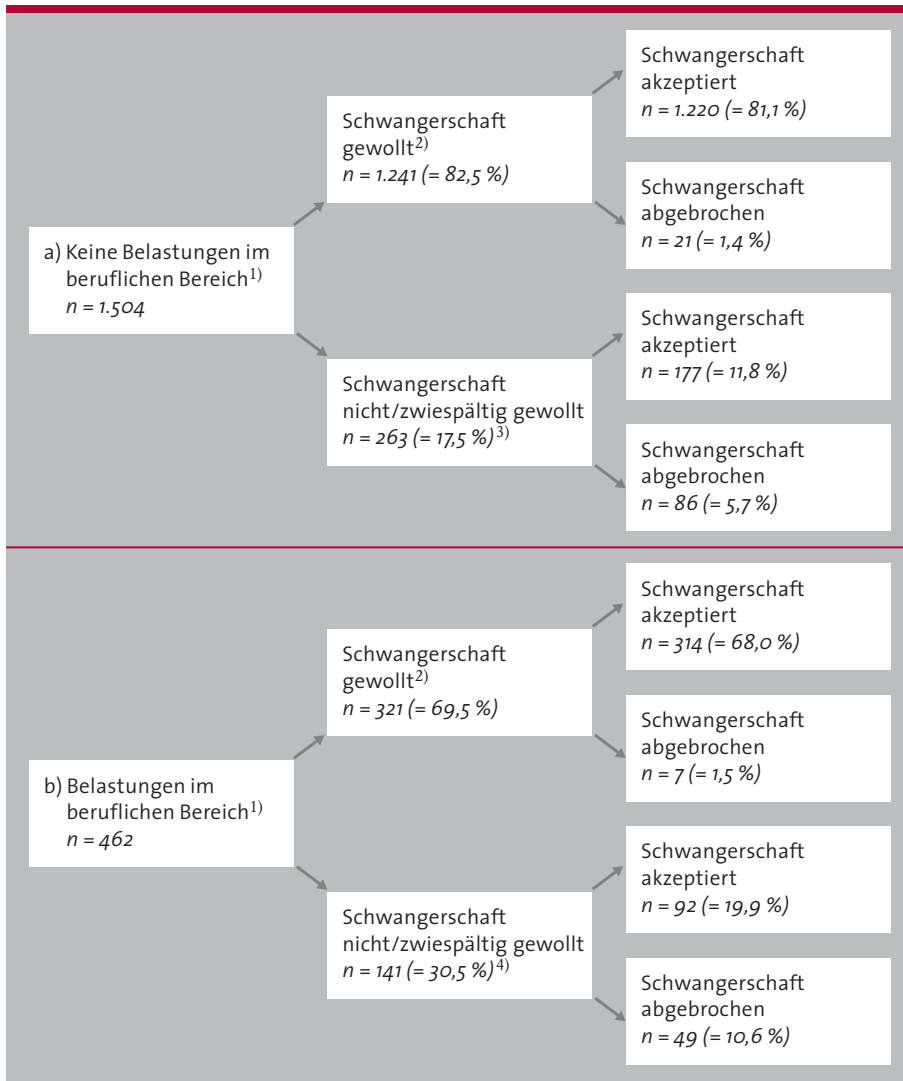 a) Keine Belastungen im
beruflichen Bereich1)
n = 1.504
Schwangerschaft
gewollt2)
n = 1.241 (= 82,5 %)
Schwangerschaft
akzeptiert
n = 1.220 (= 81,1 %)
Schwangerschaft
abgebrochen
n = 21 (= 1,4 %)
Schwangerschaft
nicht/zwiespältig gewollt
n = 263 (= 17,5 %)3)
Schwangerschaft
akzeptiert
n = 177 (= 11,8 %)
Schwangerschaft
abgebrochen
n = 86 (= 5,7 %)
b) Belastungen im
beruflichen Bereich1)
n = 462
Schwangerschaft
gewollt2)
n = 321 (= 69,5 %)
Schwangerschaft
akzeptiert
n = 314 (= 68,0 %)
Schwangerschaft
abgebrochen
n = 7 (= 1,5 %)
Schwangerschaft
nicht/zwiespältig gewollt
n = 141 (= 30,5 %)4)
Schwangerschaft
akzeptiert
n = 92 (= 19,9 %)
Schwangerschaft
abgebrochen
n = 49 (= 10,6 %)